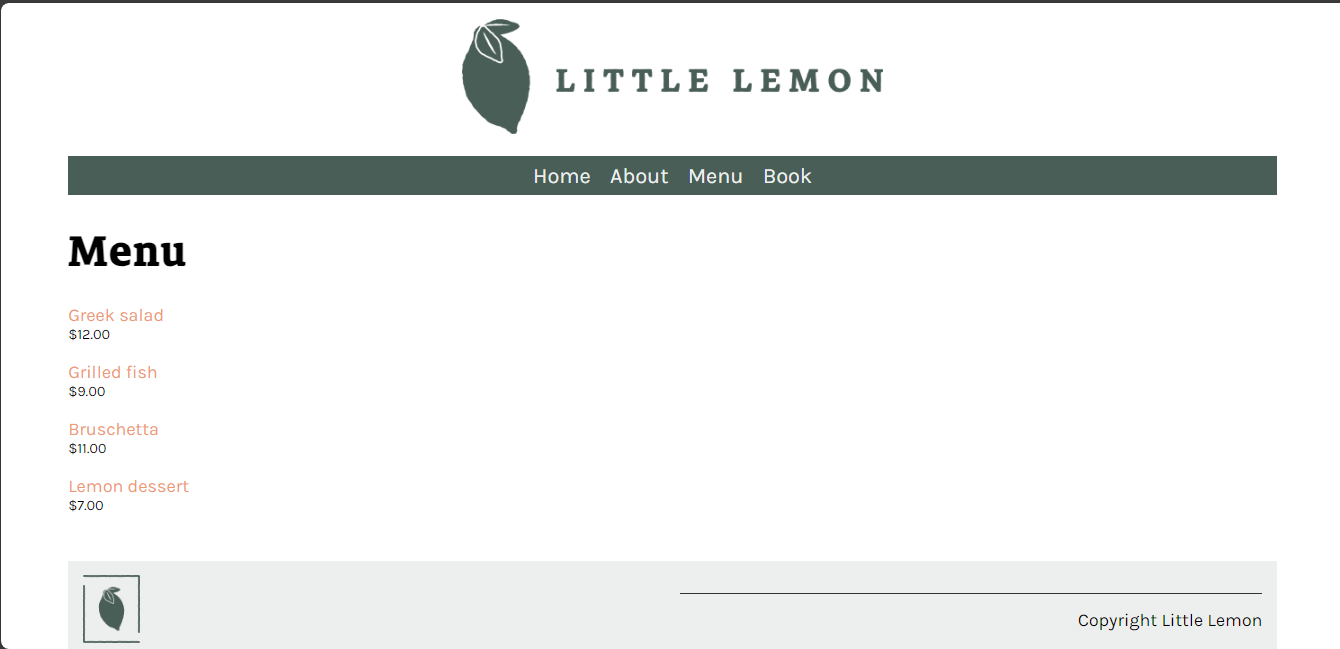 LITTLE LEMON
Home About Menu Book
Menu
Greek salad
$12.00
Grilled fish
$9.00
Bruschetta
$11.00
Lemon dessert
$7.00
Copyright Little Lemon